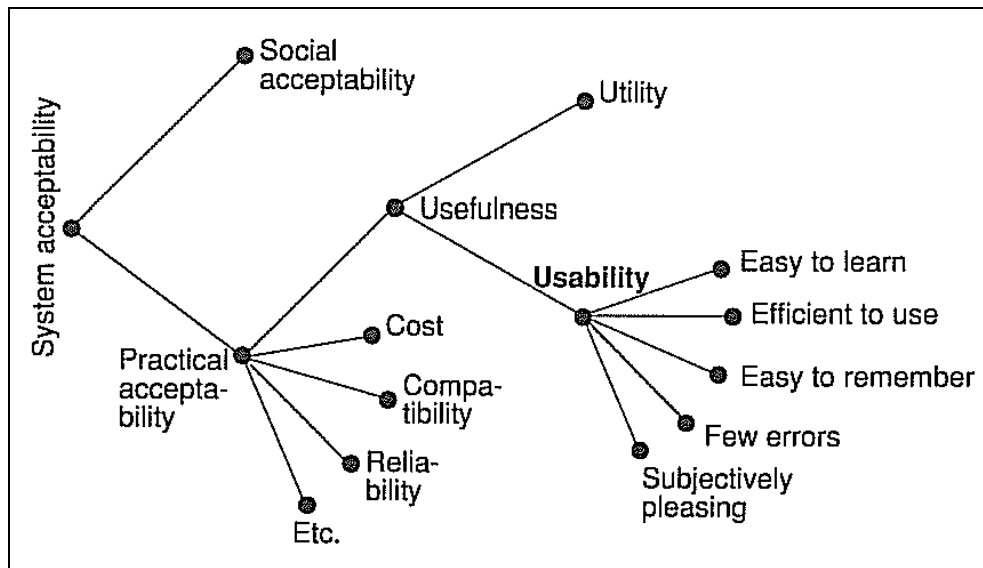 System acceptability
Social
acceptability
Utility
Usefulness
Usability
Easy to learn
Efficient to use
Easy to remember
Few errors
Subjectively
pleasing
Practical
accepta-
bility
Cost
Compa-
tibility
Relia-
bility
Etc.